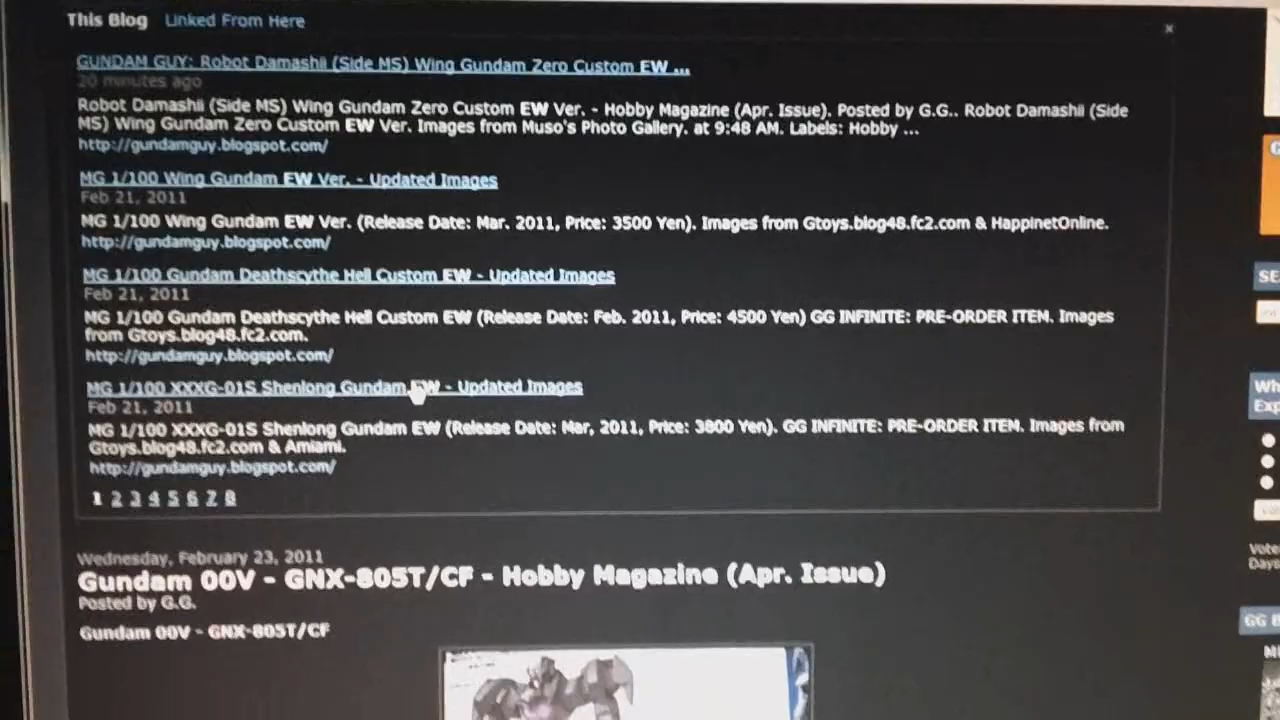 This Blog Linked From Here
GUNDAM GUY: Robot Damashii (Side MS) Wing Gundam Zero Custom EW ...
20 minutes ago
Robot Damashii (Side MS) Wing Gundam Zero Custom EW Ver. - Hobby Magazine (Apr. Issue). Posted by G.G.. Robot Damashii (Side
MS) Wing Gundam Zero Custom EW Ver. Images from Muso's Photo Gallery. at 9:48 AM. Labels: Hobby ...
http://gundamguy.blogspot.com/
MG 1/100 Wing Gundam EW Ver. - Updated Images
Feb 21, 2011
MG 1/100 Wing Gundam EW Ver. (Release Date: Mar. 2011, Price: 3500 Yen). Images from Gtoys.blog48.fc2.com & HappinetOnline.
http://gundamguy.blogspot.com/
MG 1/100 Gundam Deathscythe Hell Custom EW - Updated Images
Feb 21, 2011
MG 1/100 Gundam Deathscythe Hell Custom EW (Release Date: Feb. 2011, Price: 4500 Yen) GG INFINITE: PRE-ORDER ITEM. Images
from Gtoys.blog48.fc2.com.
http://gundamguy.blogspot.com/
MG 1/100 XXXG-01S Shenlong Gundam EW - Updated Images
Feb 21, 2011
MG 1/100 XXXG-01S Shenlong Gundam EW (Release Date: Mar, 2011, Price: 3800 Yen). GG INFINITE: PRE-ORDER ITEM. Images from
Gtoys.blog48.fc2.com & Amiami.
http://gundamguy.blogspot.com/
1 2 3 4 5 6 7 8
Wednesday, February 23, 2011
Gundam 00V - GNX-805T/CF - Hobby Magazine (Apr. Issue)
Posted by G.G.
Gundam 00V - GNX-805T/CF
SE
Wh
Vote
Days
GG B